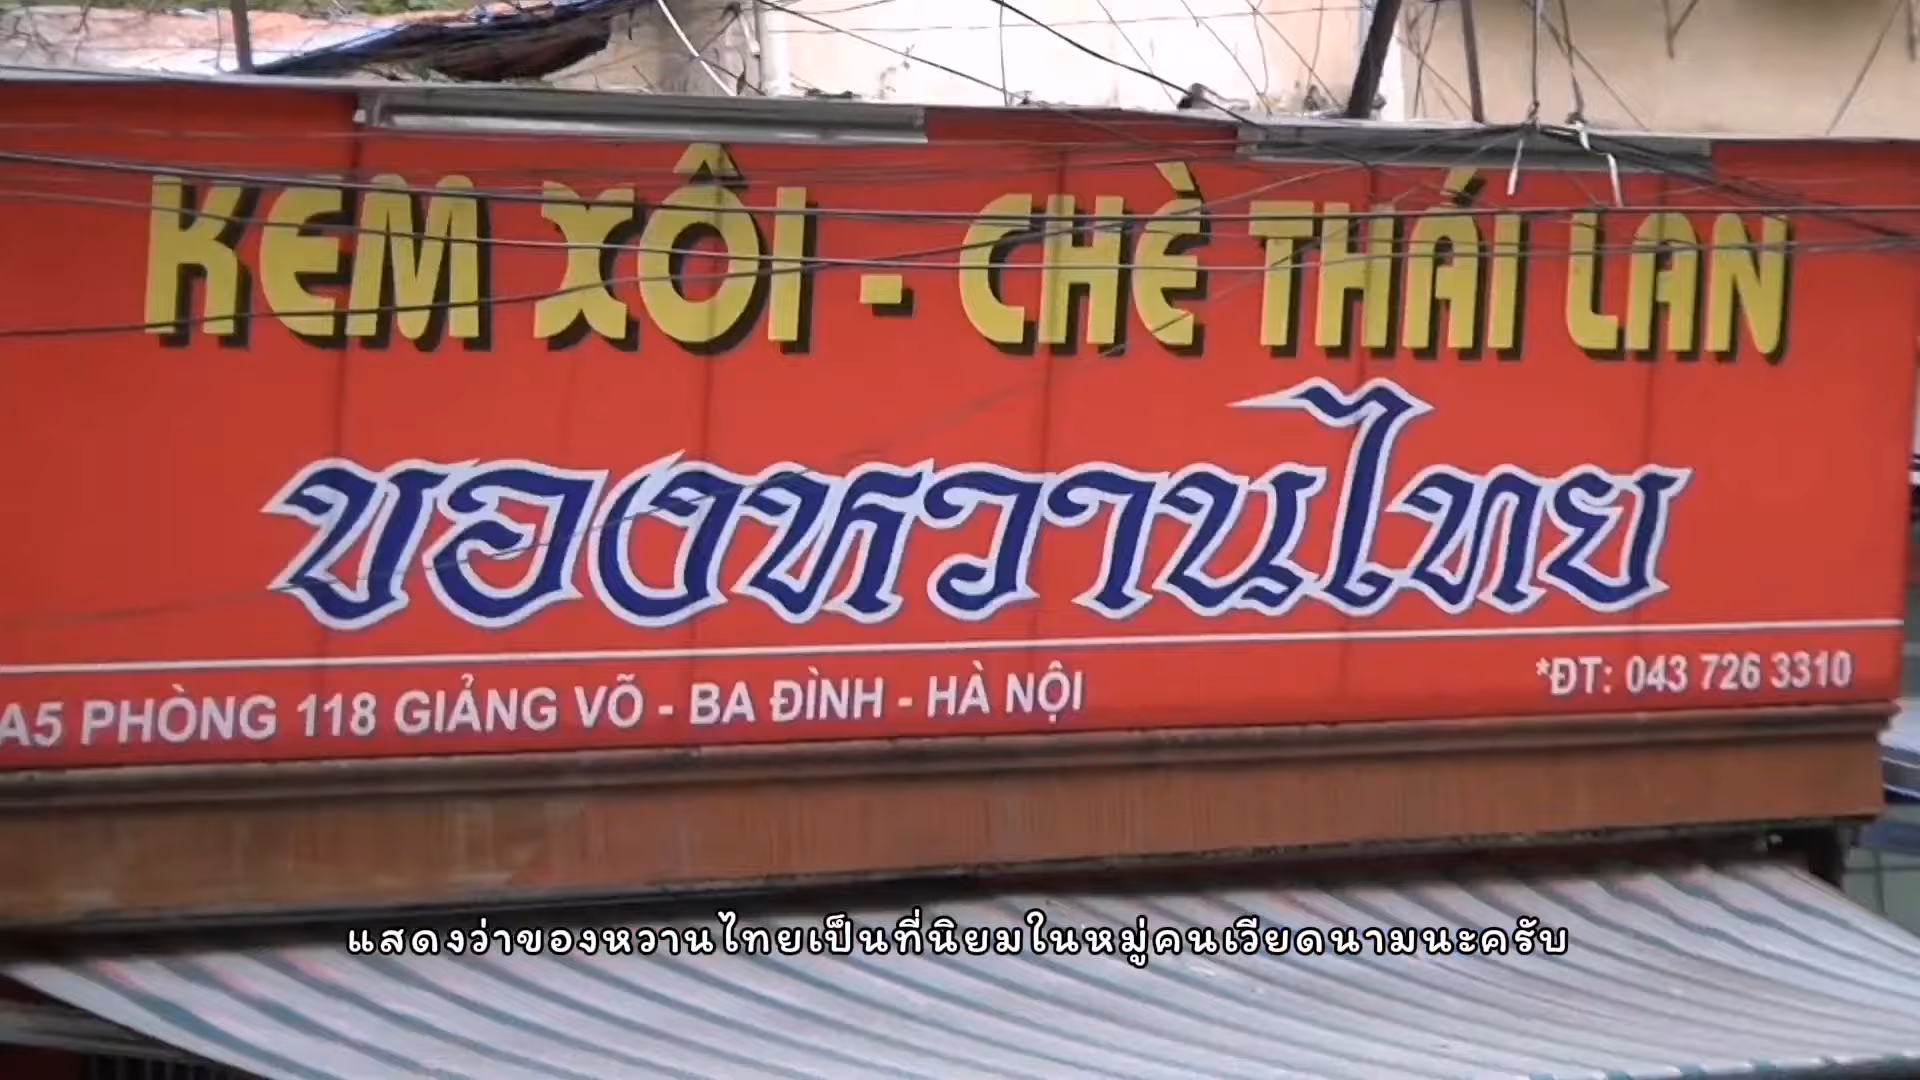 KEM XÔI - CHÈ THÁI LAN
ของหวานไทย
A5 PHÒNG 118 GIẢNG VÕ - BA ĐÌNH - HÀ NỘI *ĐT: 043 726 3310
แสดงว่าของหวานไทยเป็นที่นิยมในหมู่คนเวียดนามนะครับ